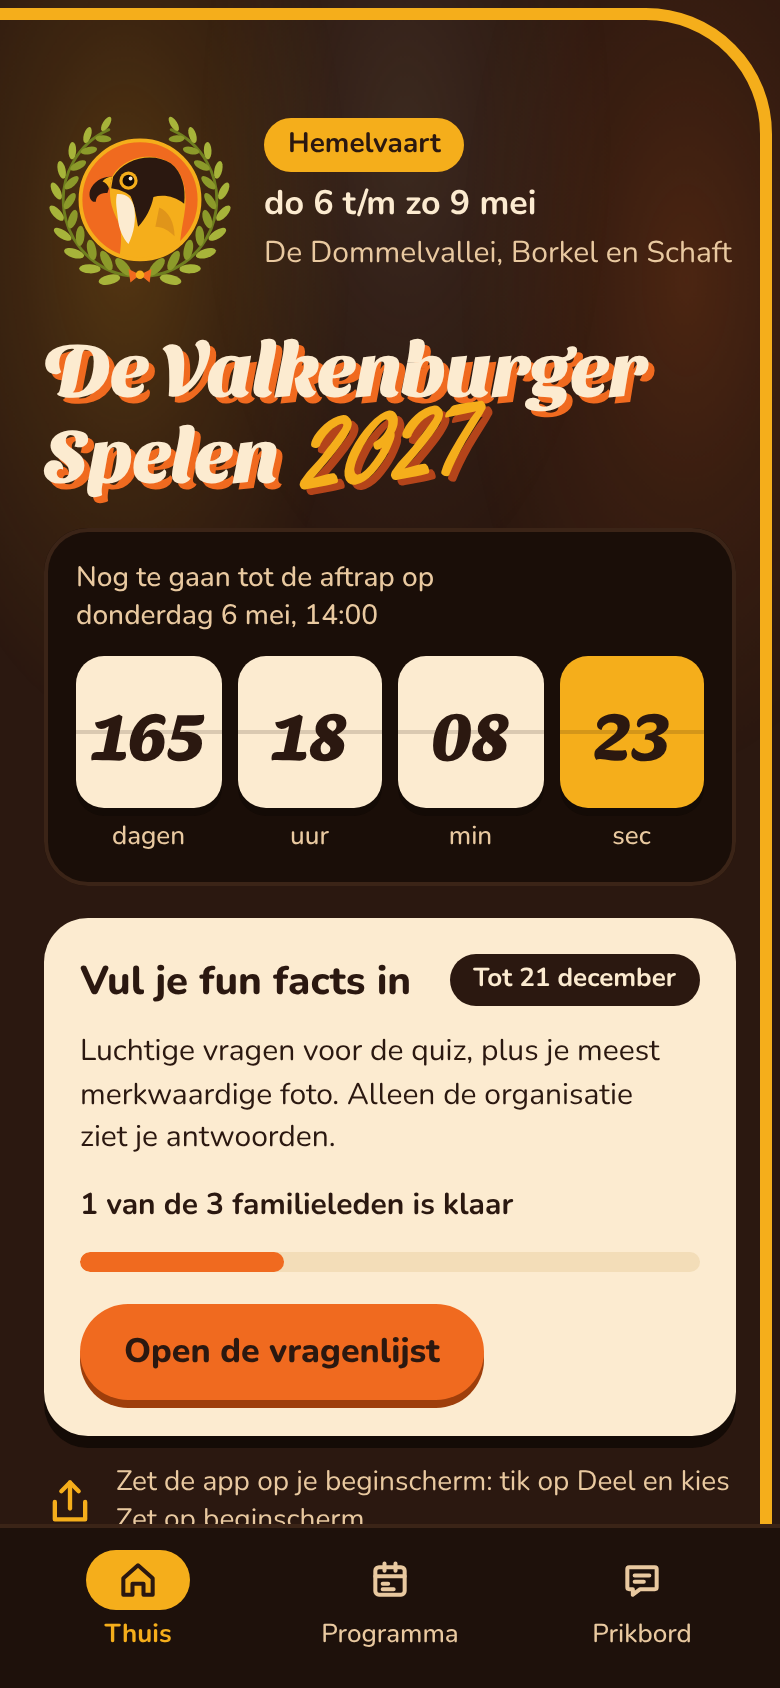 Hemelvaart
do 6 t/m zo 9 mei
De Dommelvallei, Borkel en Schaft
De Valkenburger
Spelen 2027
Nog te gaan tot de aftrap op
donderdag 6 mei, 14:00
165 18 08 23
dagen uur min sec
Vul je fun facts in
Tot 21 december
Luchtige vragen voor de quiz, plus je meest
merkwaardige foto. Alleen de organisatie
ziet je antwoorden.
1 van de 3 familieleden is klaar
Open de vragenlijst
Zet de app op je beginscherm: tik op Deel en kies
Zet op beginscherm
Thuis Programma Prikbord